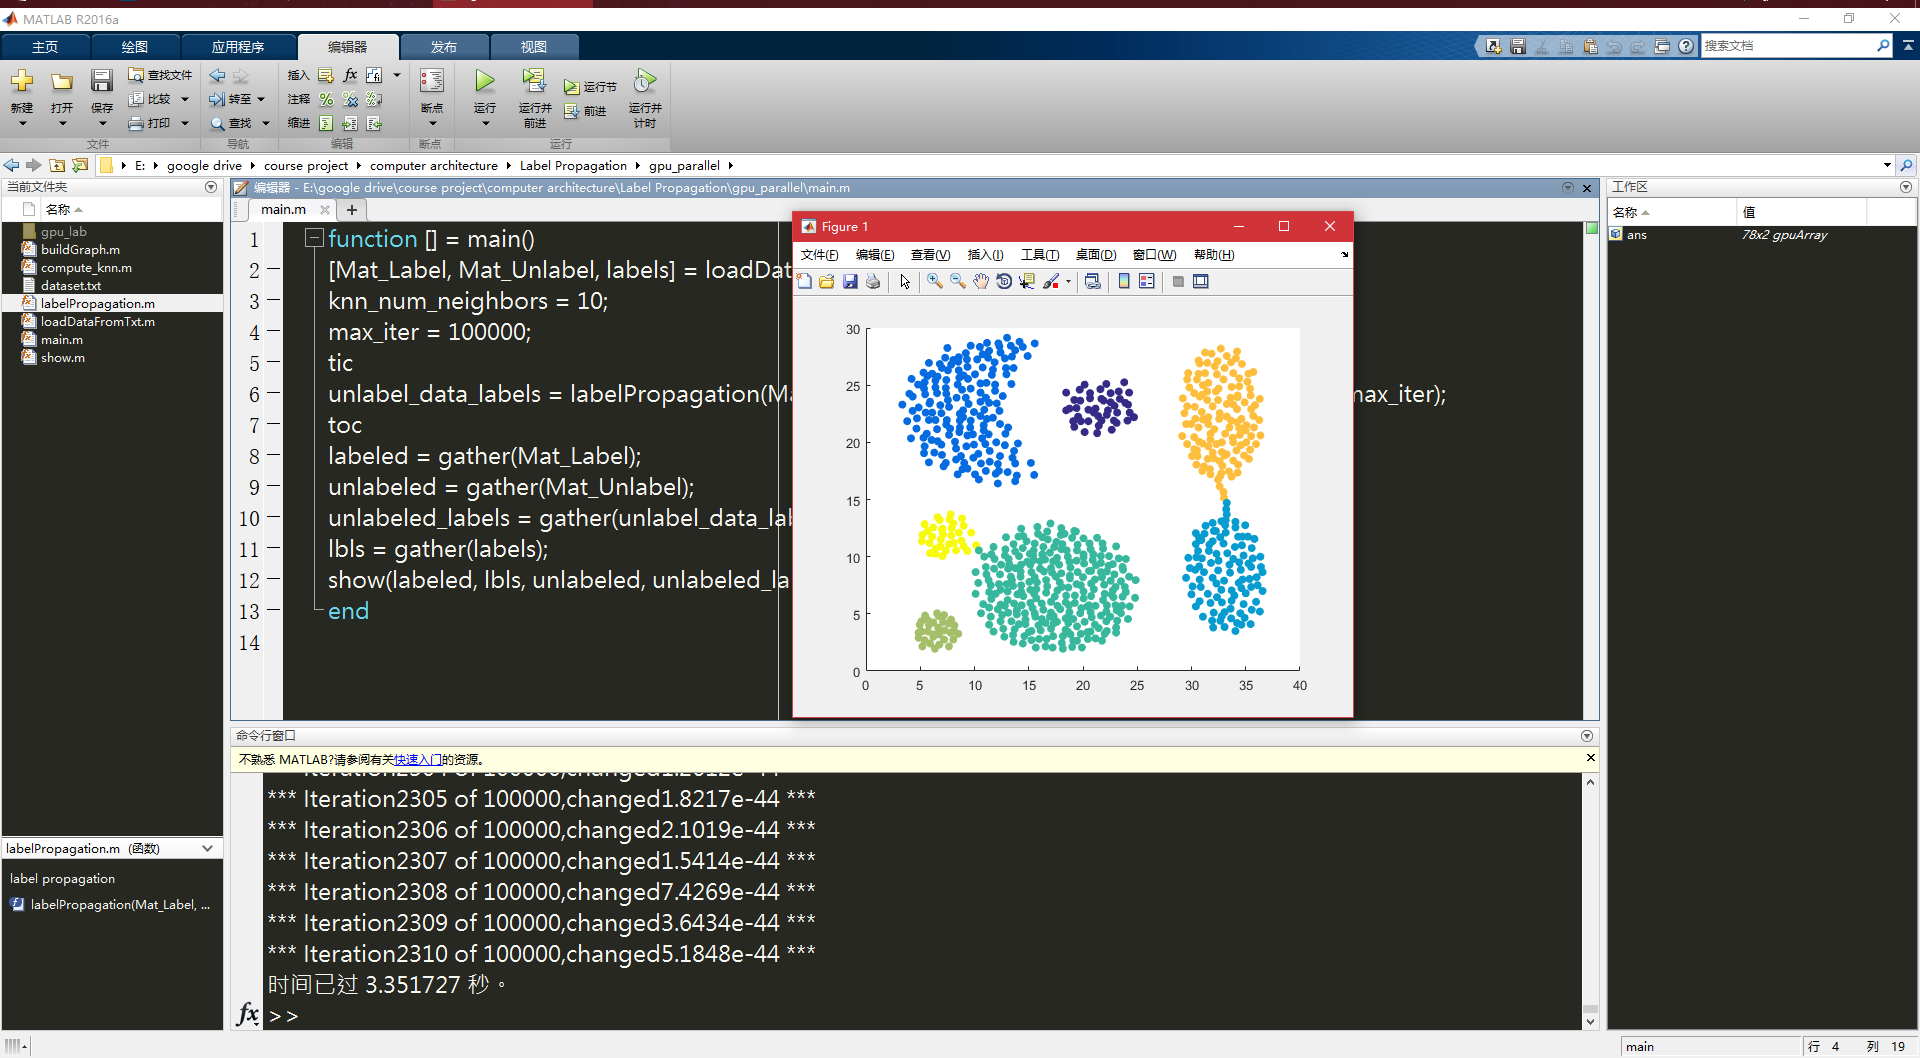 MATLAB R2016a
主页 绘图 应用程序 编辑器 发布 视图
搜索文档
新建 打开 保存 查找文件 比较 打印
文件
转至 查找
导航
插入 fx
注释
缩进
编辑
断点
断点
运行 运行并前进 运行节 前进 运行并计时
运行
E: google drive course project computer architecture Label Propagation gpu_parallel
当前文件夹
名称
gpu_lab
buildGraph.m
compute_knn.m
dataset.txt
labelPropagation.m
loadDataFromTxt.m
main.m
show.m
labelPropagation.m (函数)
label propagation
labelPropagation(Mat_Label, ...
编辑器 - E:\google drive\course project\computer architecture\Label Propagation\gpu_parallel\main.m
main.m
1 function [] = main()
2 [Mat_Label, Mat_Unlabel, labels] = loadDat
3 knn_num_neighbors = 10;
4 max_iter = 100000;
5 tic
6 unlabel_data_labels = labelPropagation(Ma max_iter);
7 toc
8 labeled = gather(Mat_Label);
9 unlabeled = gather(Mat_Unlabel);
10 unlabeled_labels = gather(unlabel_data_lab
11 lbls = gather(labels);
12 show(labeled, lbls, unlabeled, unlabeled_la
13 end
14
Figure 1
文件(F) 编辑(E) 查看(V) 插入(I) 工具(T) 桌面(D) 窗口(W) 帮助(H)
30
25
20
15
10
5
0
0 5 10 15 20 25 30 35 40
命令行窗口
不熟悉 MATLAB?请参阅有关快速入门的资源。
*** Iteration2305 of 100000,changed1.8217e-44 ***
*** Iteration2306 of 100000,changed2.1019e-44 ***
*** Iteration2307 of 100000,changed1.5414e-44 ***
*** Iteration2308 of 100000,changed7.4269e-44 ***
*** Iteration2309 of 100000,changed3.6434e-44 ***
*** Iteration2310 of 100000,changed5.1848e-44 ***
时间已过 3.351727 秒。
fx >>
工作区
名称 值
ans 78x2 gpuArray
main 行 4 列 19